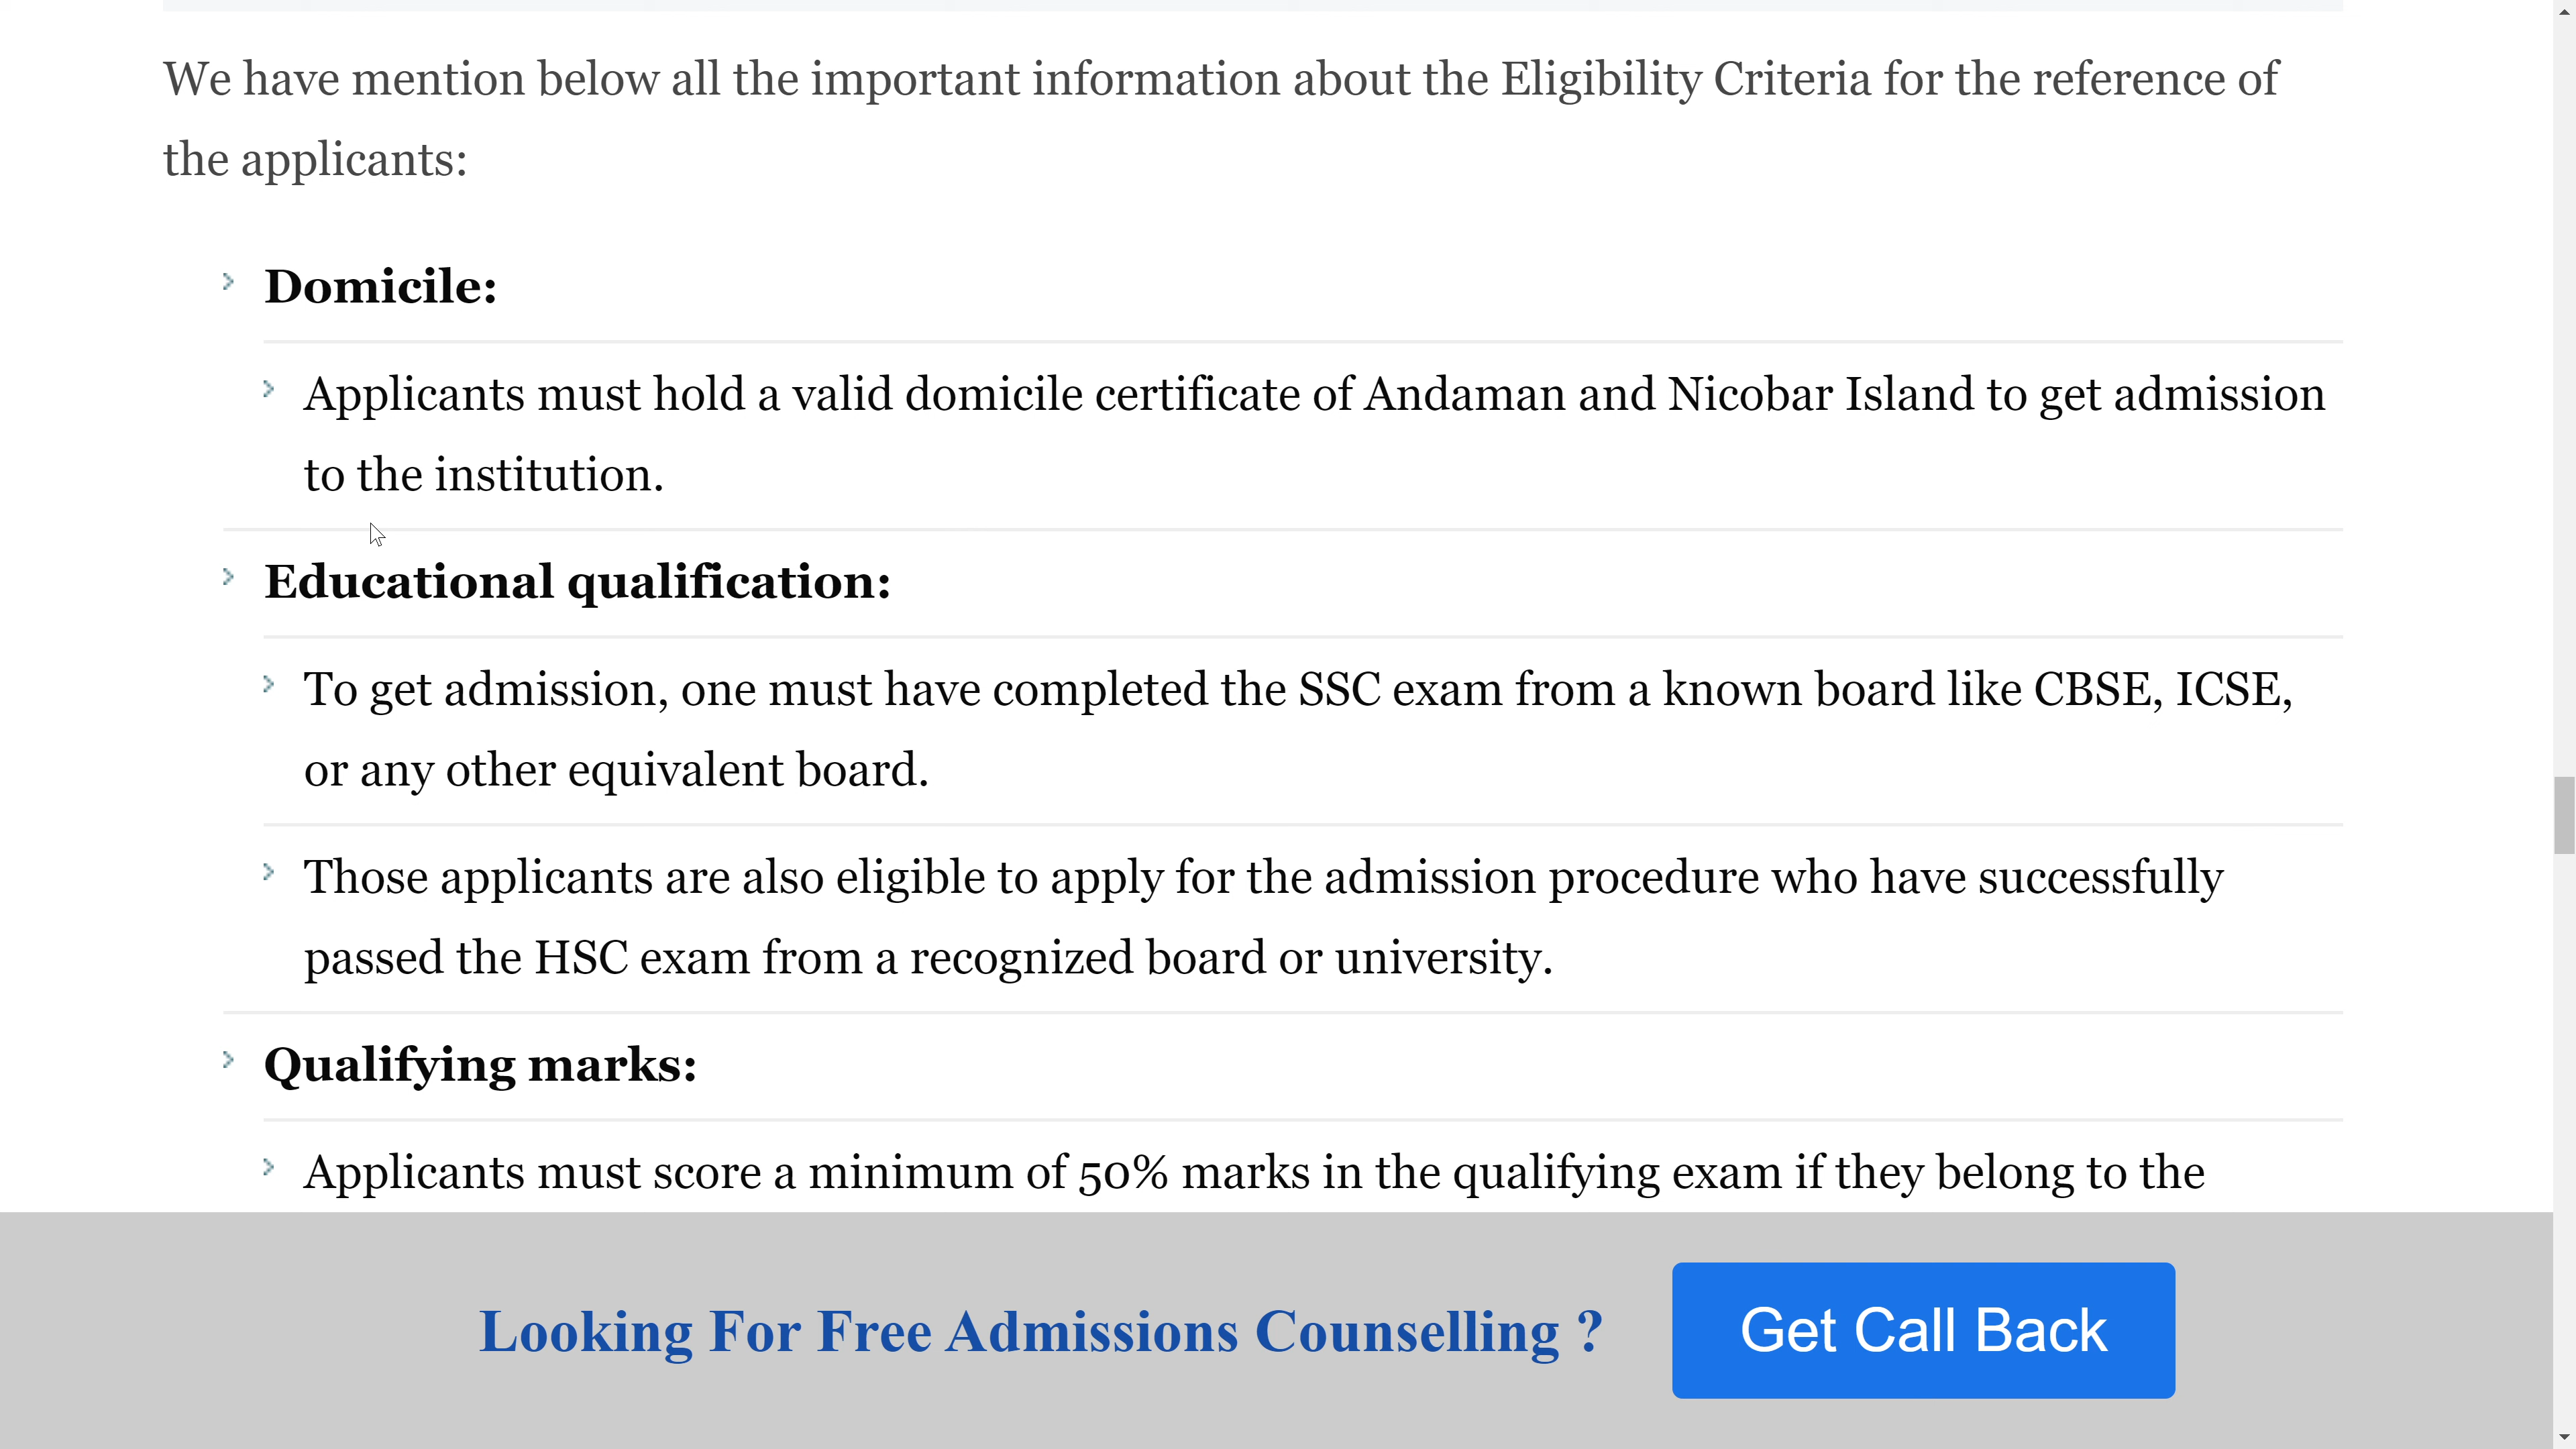 We have mention below all the important information about the Eligibility Criteria for the reference of
the applicants:
Domicile:
Applicants must hold a valid domicile certificate of Andaman and Nicobar Island to get admission
to the institution.
Educational qualification:
To get admission, one must have completed the SSC exam from a known board like CBSE, ICSE,
or any other equivalent board.
Those applicants are also eligible to apply for the admission procedure who have successfully
passed the HSC exam from a recognized board or university.
Qualifying marks:
Applicants must score a minimum of 50% marks in the qualifying exam if they belong to the
Looking For Free Admissions Counselling ?
Get Call Back